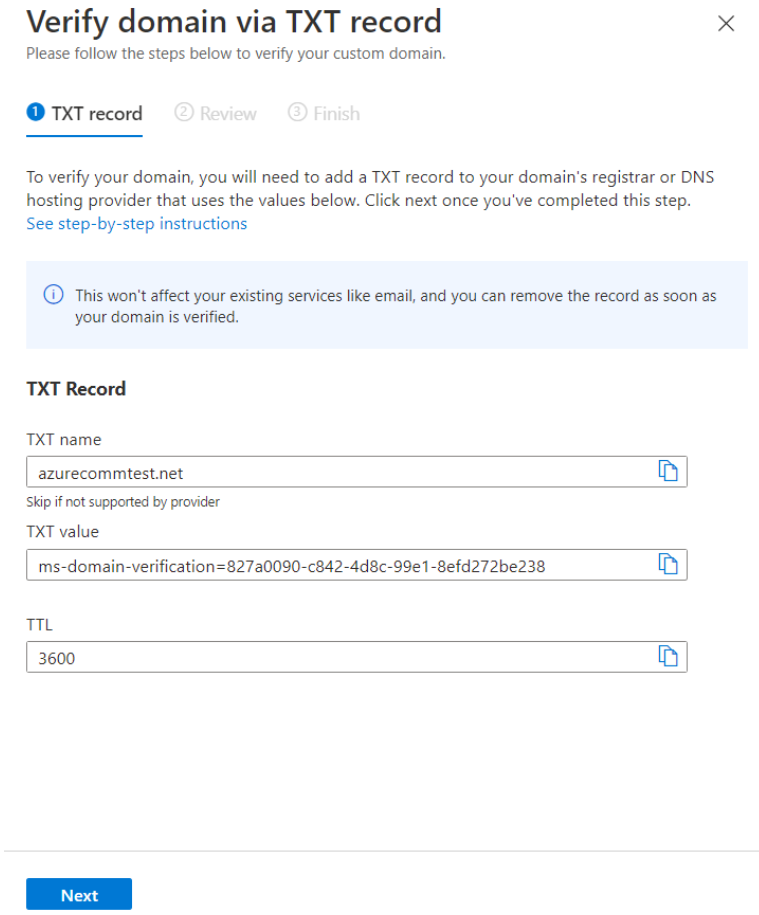 Verify domain via TXT record
Please follow the steps below to verify your custom domain.
1 TXT record 2 Review 3 Finish
To verify your domain, you will need to add a TXT record to your domain's registrar or DNS
hosting provider that uses the values below. Click next once you've completed this step.
See step-by-step instructions
This won't affect your existing services like email, and you can remove the record as soon as
your domain is verified.
TXT Record
TXT name
azurecommtest.net
Skip if not supported by provider
TXT value
ms-domain-verification=827a0090-c842-4d8c-99e1-8efd272be238
TTL
3600
Next